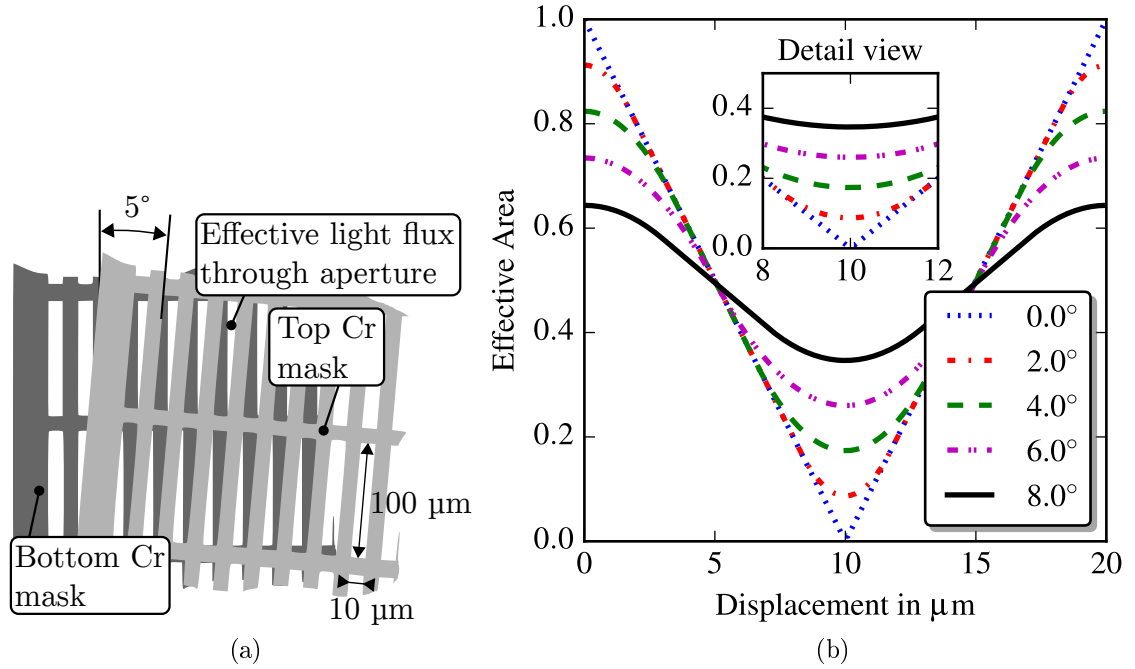 5°
Effective light flux
through aperture
Top Cr
mask
100 µm
10 µm
Bottom Cr
mask
(a)
Effective Area
1.0
0.8
0.6
0.4
0.2
0.0
Detail view
0.4
0.2
0.0
8 10 12
0.0°
2.0°
4.0°
6.0°
8.0°
0 5 10 15 20
Displacement in µm
(b)